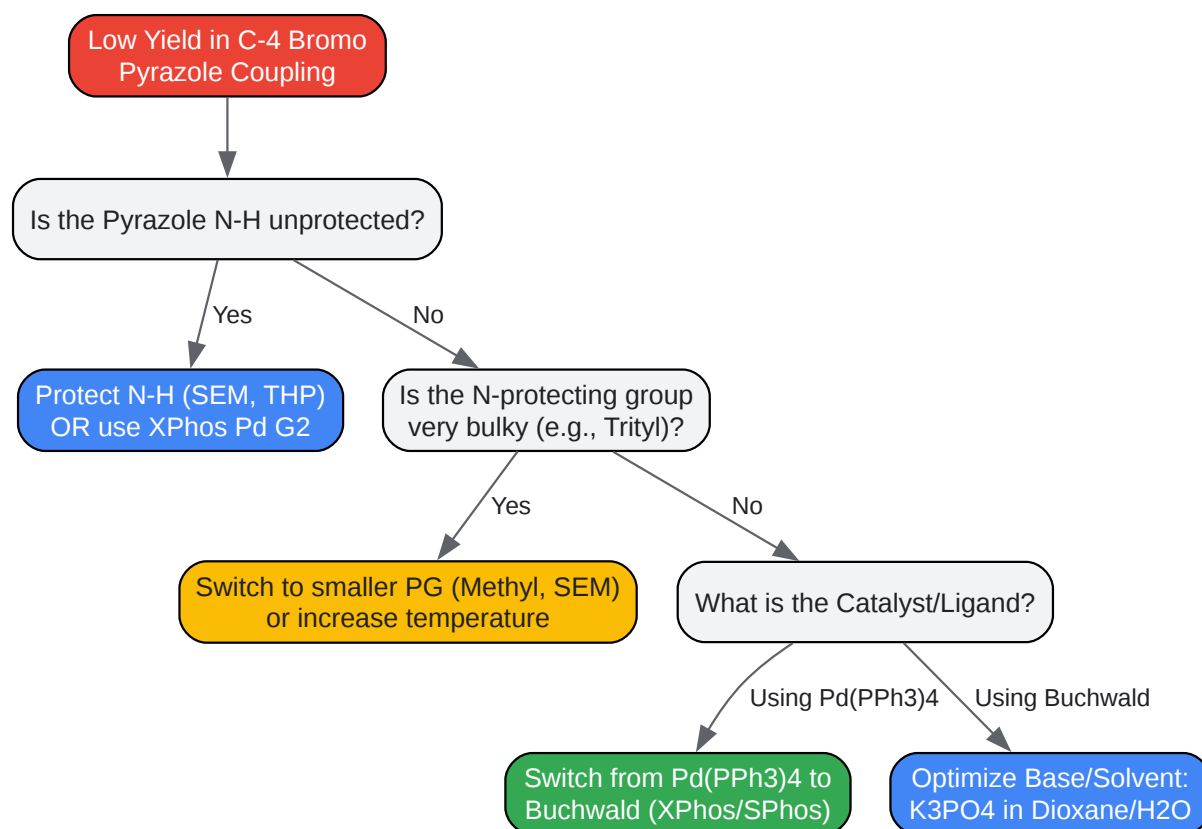 Low Yield in C-4 Bromo
Pyrazole Coupling
Is the Pyrazole N-H unprotected?
Yes
No
Protect N-H (SEM, THP)
OR use XPhos Pd G2
Is the N-protecting group
very bulky (e.g., Trityl)?
Yes
No
Switch to smaller PG (Methyl, SEM)
or increase temperature
What is the Catalyst/Ligand?
Using Pd(PPh3)4
Using Buchwald
Switch from Pd(PPh3)4 to
Buchwald (XPhos/SPhos)
Optimize Base/Solvent:
K3PO4 in Dioxane/H2O